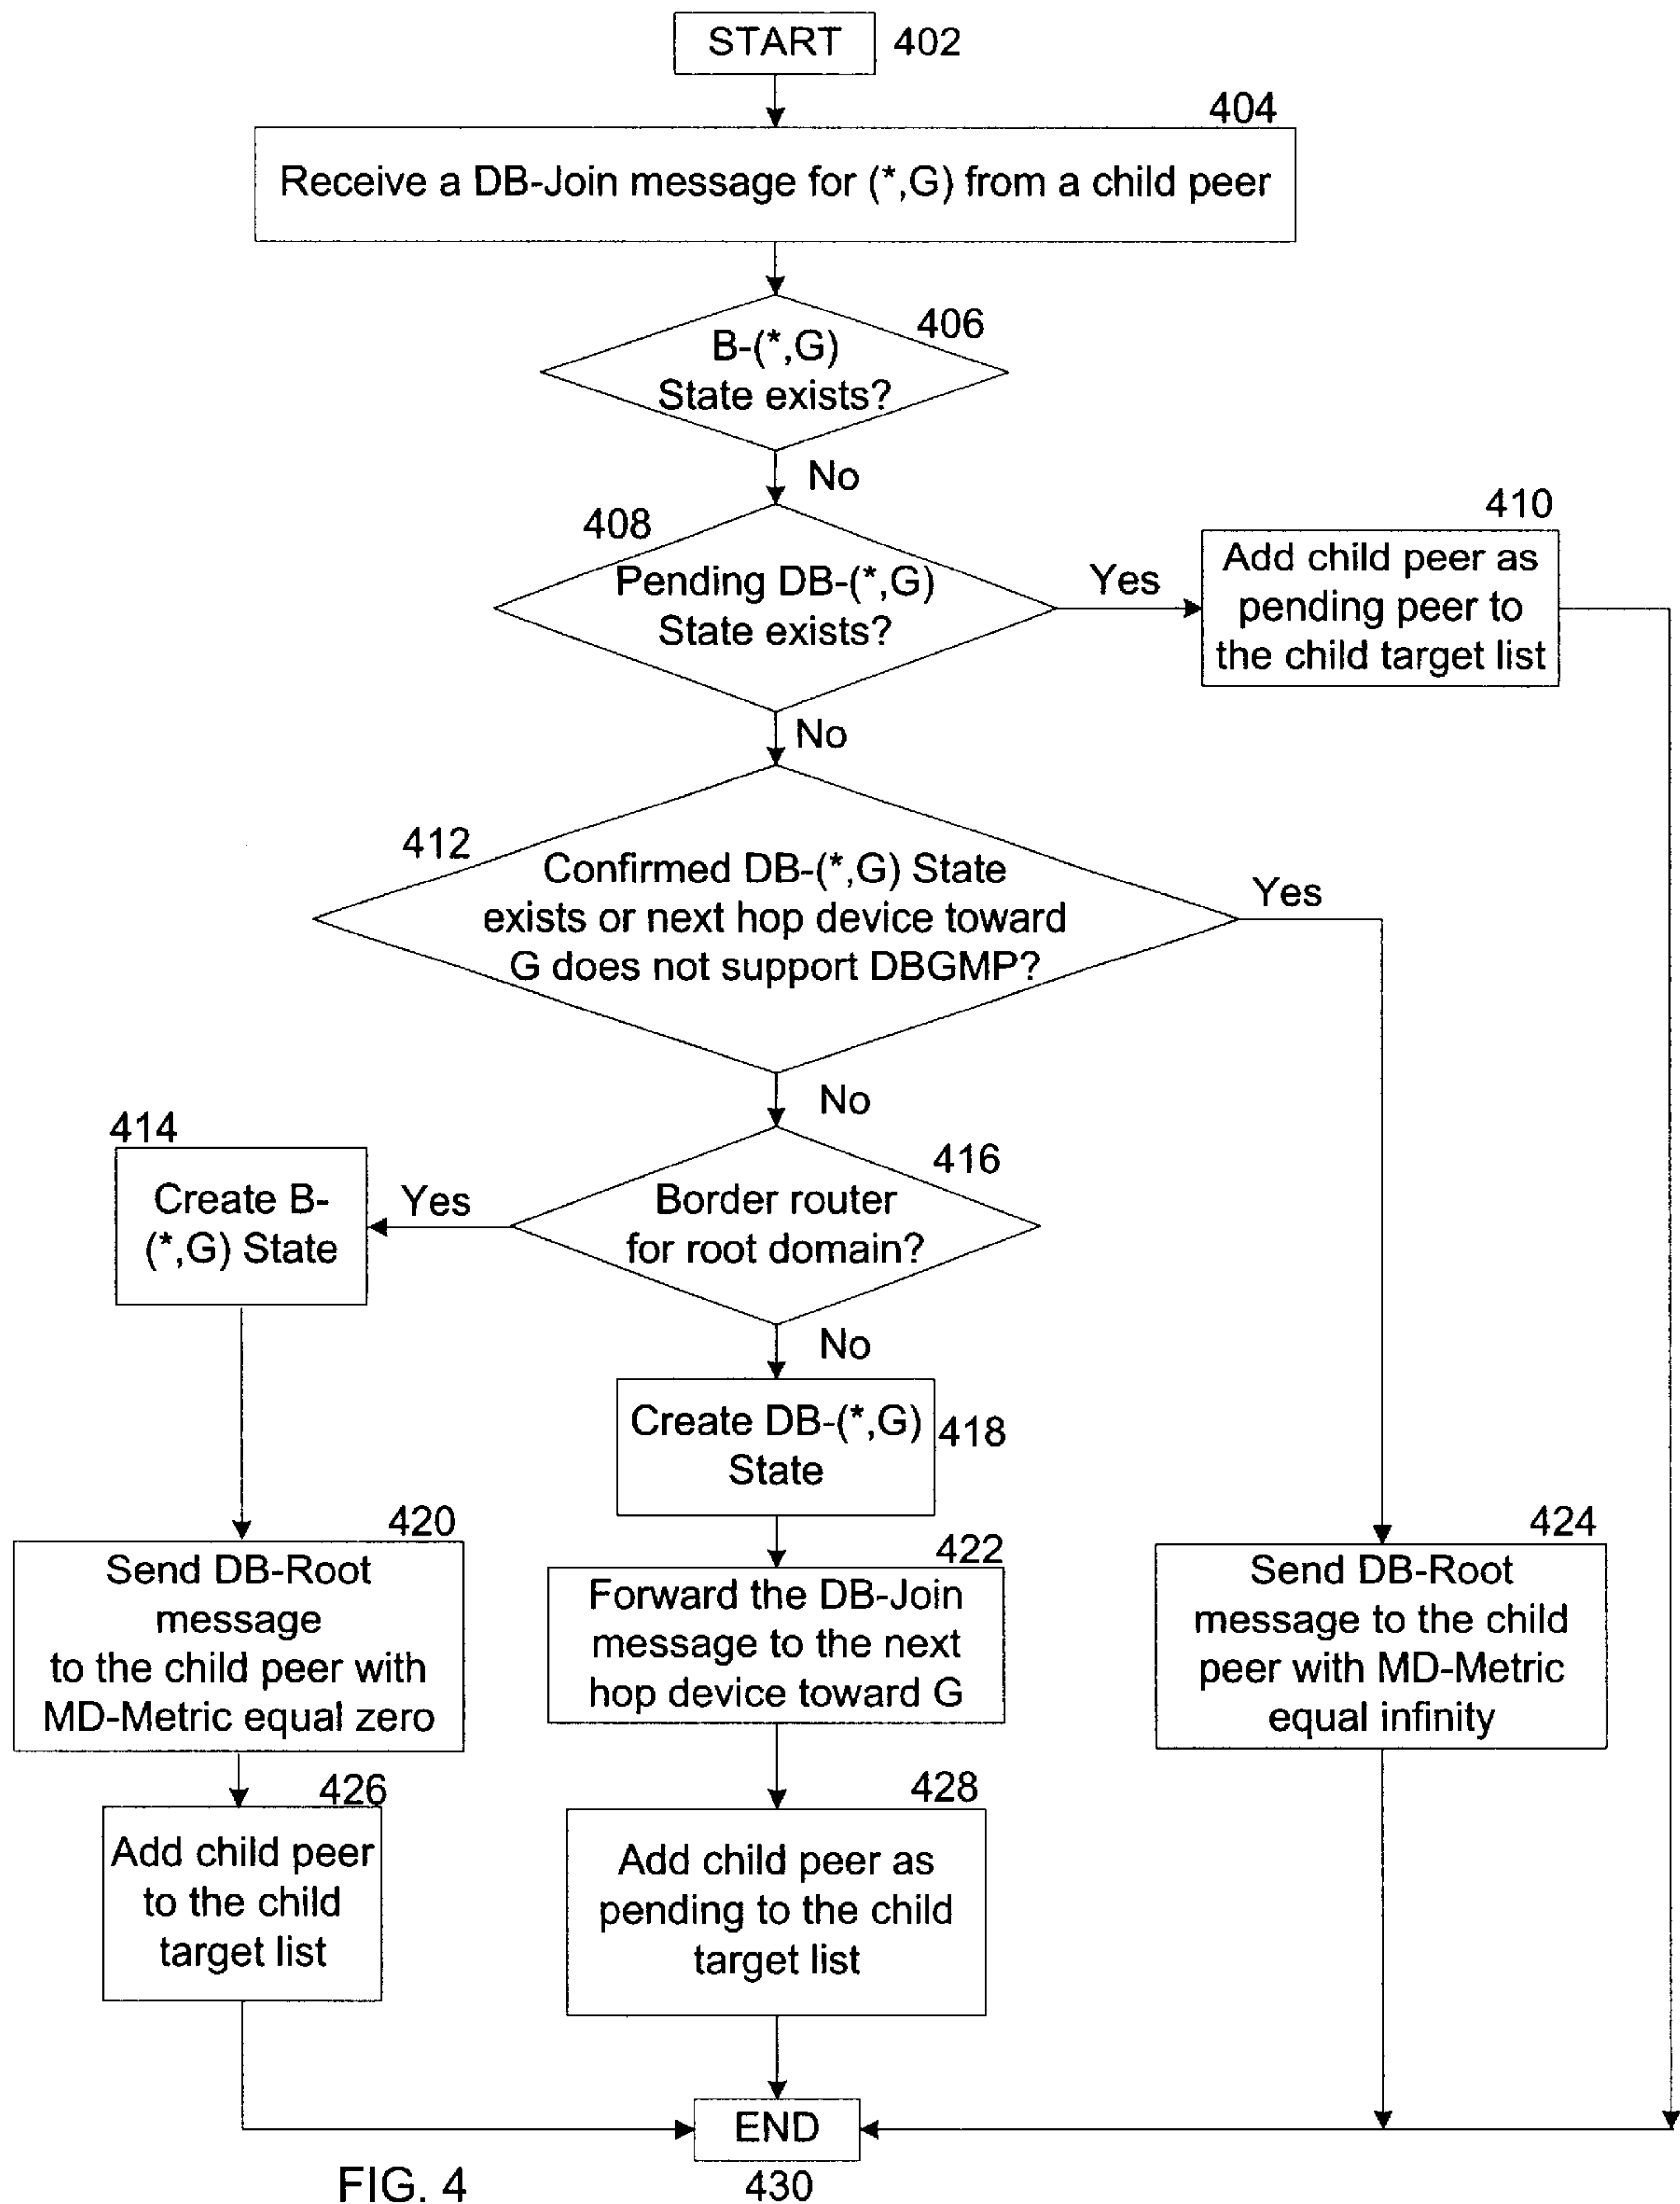 START
402
404
Receive a DB-Join message for (*,G) from a child peer
406
B-(*,G)
State exists?
No
408
Pending DB-(*,G)
State exists?
Yes
410
Add child peer as
pending peer to
the child target list
No
412
Confirmed DB-(*,G) State
exists or next hop device toward
G does not support DBGMP?
Yes
No
414
Create B-
(*,G) State
Yes
416
Border router
for root domain?
No
Create DB-(*,G)
State
418
420
Send DB-Root
message
to the child peer with
MD-Metric equal zero
422
Forward the DB-Join
message to the next
hop device toward G
424
Send DB-Root
message to the child
peer with MD-Metric
equal infinity
426
Add child peer
to the child
target list
428
Add child peer as
pending to the child
target list
END
430
FIG. 4